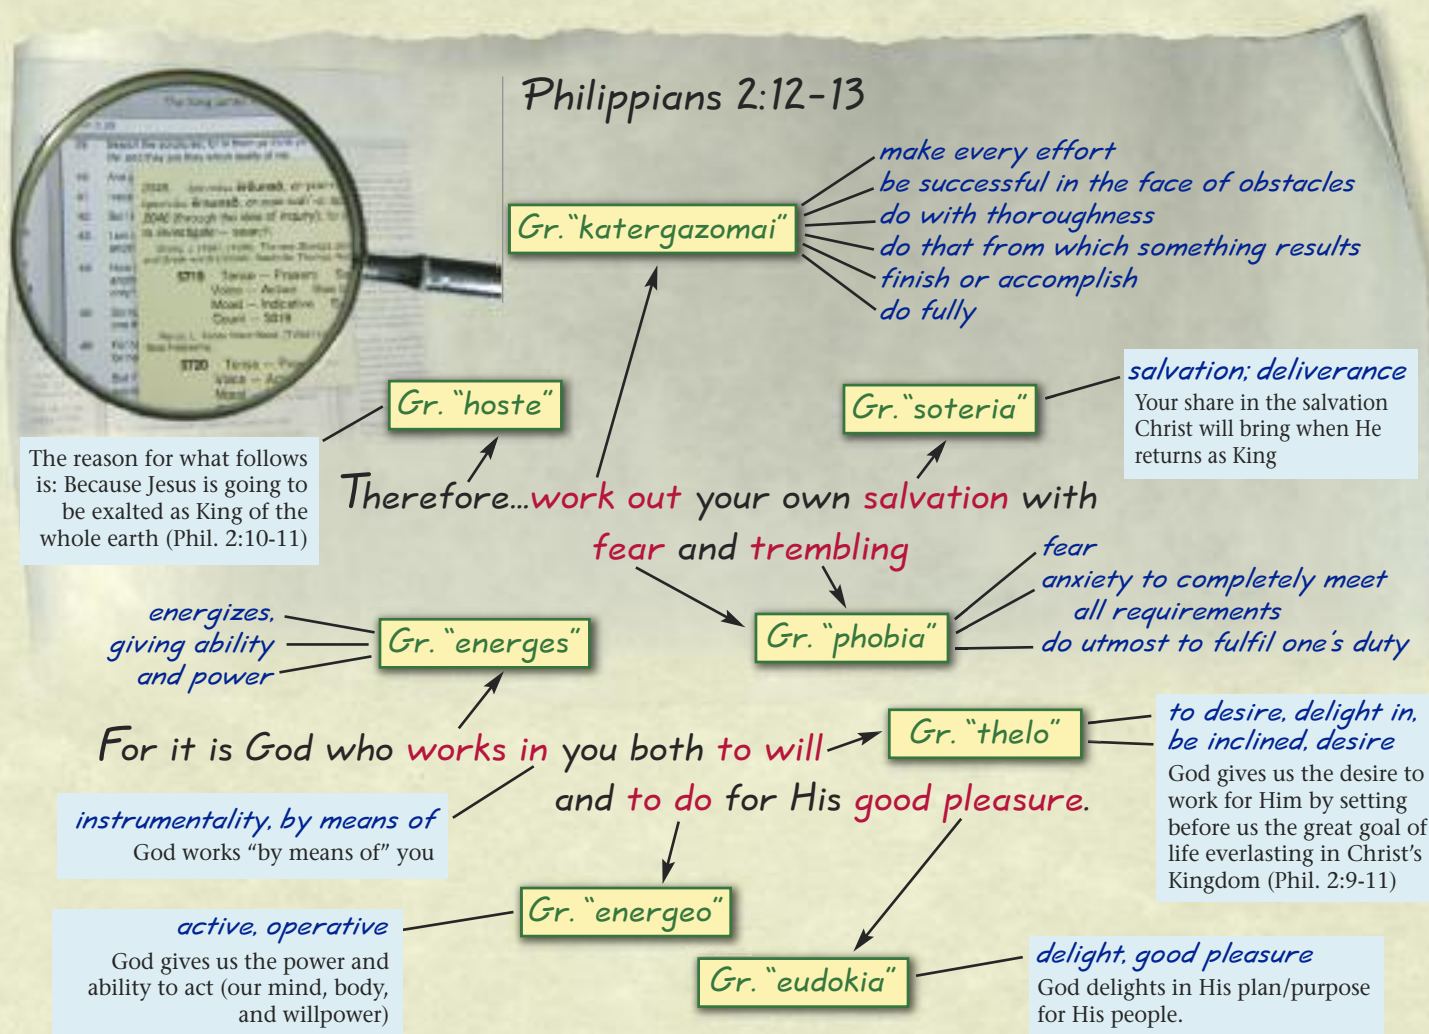 Philippians 2:12-13
Gr. "katergazomai"
make every effort
be successful in the face of obstacles
do with thoroughness
do that from which something results
finish or accomplish
do fully
2046
5719 Tense
Voice
Mood – Indicative
Count – 5019
5720 Tense
Gr. "hoste"
The reason for what follows
is: Because Jesus is going to
be exalted as King of the
whole earth (Phil. 2:10-11)
Gr. "soteria"
salvation; deliverance
Your share in the salvation
Christ will bring when He
returns as King
Therefore...work out your own salvation with
fear and trembling
Gr. "phobia"
fear
anxiety to completely meet
all requirements
do utmost to fulfil one's duty
energizes,
giving ability
and power
Gr. "energes"
For it is God who works in you both to will
and to do for His good pleasure.
Gr. "thelo"
to desire, delight in,
be inclined, desire
God gives us the desire to
work for Him by setting
before us the great goal of
life everlasting in Christ's
Kingdom (Phil. 2:9-11)
instrumentality, by means of
God works "by means of" you
Gr. "energeo"
active, operative
God gives us the power and
ability to act (our mind, body,
and willpower)
Gr. "eudokia"
delight, good pleasure
God delights in His plan/purpose
for His people.